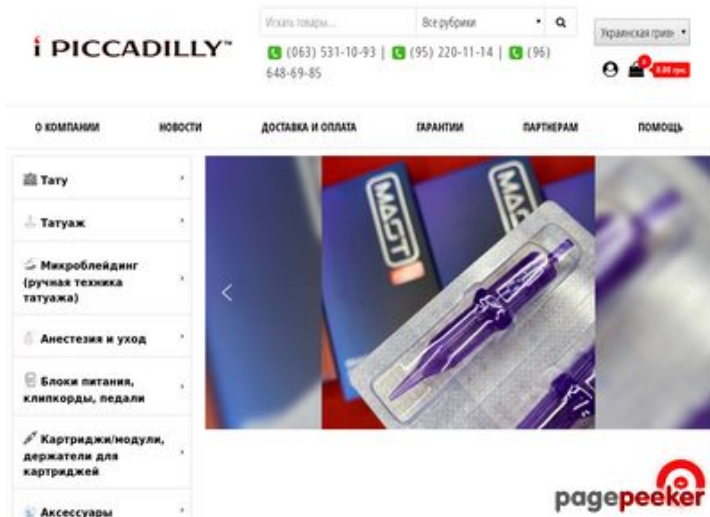 i PICCADILLY™
Искать товары...
Все рубрики
(063) 531-10-93 | (95) 220-11-14 | (96)
648-69-85
Украинская гривн
0
0.00 грн.
О КОМПАНИИ
НОВОСТИ
ДОСТАВКА И ОПЛАТА
ГАРАНТИИ
ПАРТНЕРАМ
ПОМОЩЬ
Тату
Татуаж
Микроблейдинг
(ручная техника
татуажа)
Анестезия и уход
Блоки питания,
клипкорды, педали
Картриджи/модули,
держатели для
картриджей
Аксессуары
MAST
MAST
pagepeeker